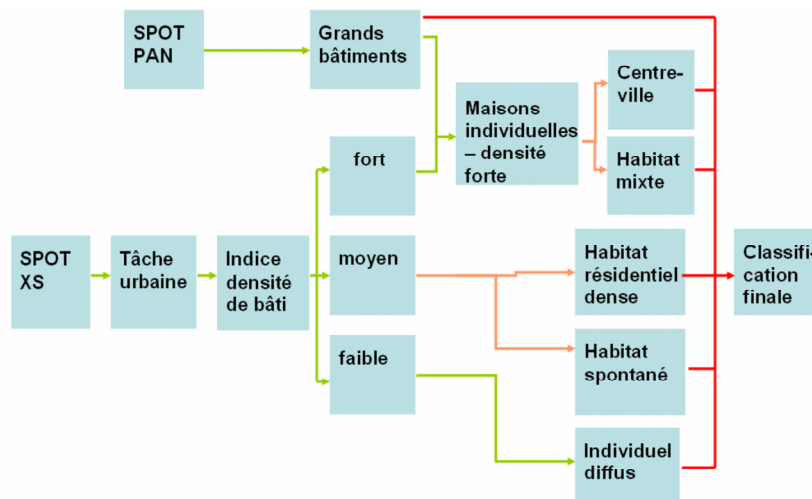 SPOT
PAN
Grands
bâtiments
Centre-
ville
Maisons
individuelles
– densité
forte
fort
Habitat
mixte
SPOT
XS
Tâche
urbaine
Indice
densité
de bâti
moyen
Habitat
résidentiel
dense
Classifi-
cation
finale
faible
Habitat
spontané
Individuel
diffus